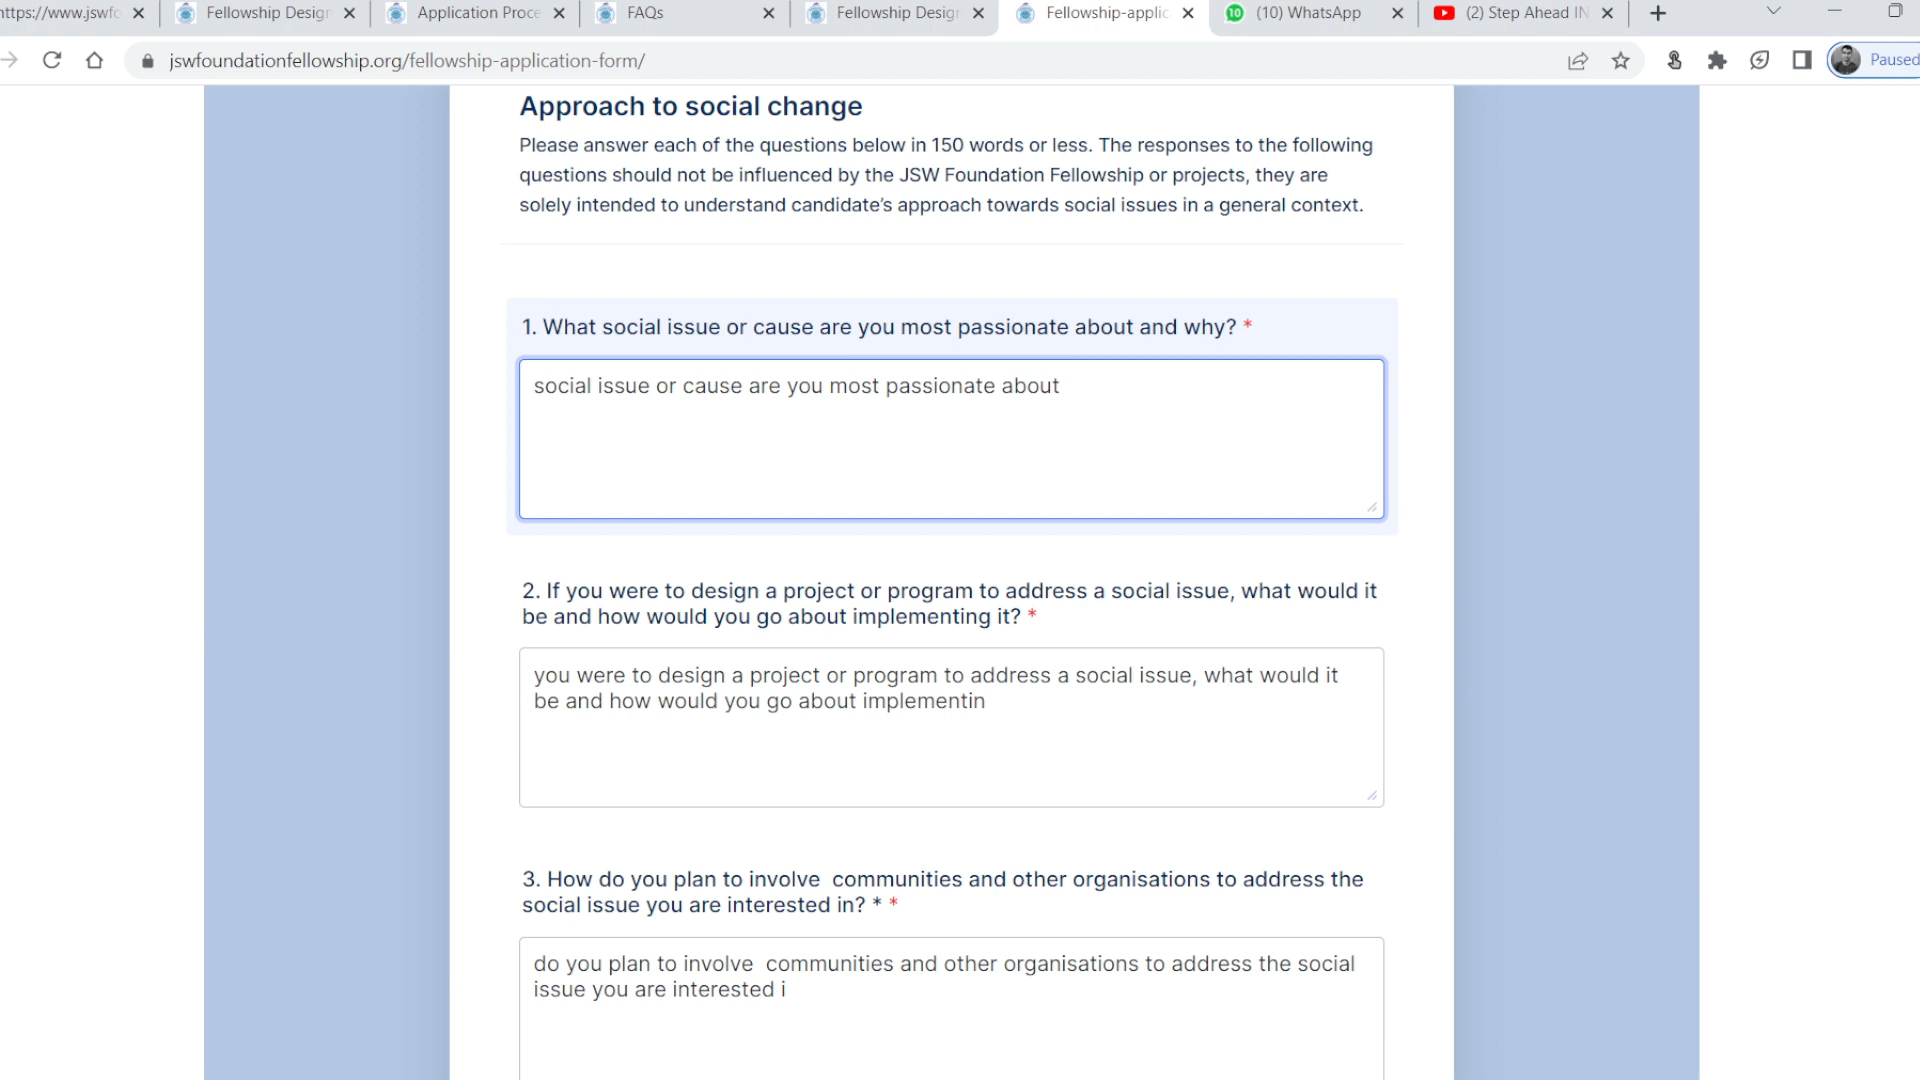 https://www.jswfo
Fellowship Design
Application Proce
FAQs
Fellowship Design
Fellowship-applic
10
(10) WhatsApp
(2) Step Ahead IN
jswfoundationfellowship.org/fellowship-application-form/
Paused
Approach to social change
Please answer each of the questions below in 150 words or less. The responses to the following
questions should not be influenced by the JSW Foundation Fellowship or projects, they are
solely intended to understand candidate's approach towards social issues in a general context.
1. What social issue or cause are you most passionate about and why? *
social issue or cause are you most passionate about
2. If you were to design a project or program to address a social issue, what would it
be and how would you go about implementing it? *
you were to design a project or program to address a social issue, what would it
be and how would you go about implementin
3. How do you plan to involve  communities and other organisations to address the
social issue you are interested in? * *
do you plan to involve  communities and other organisations to address the social
issue you are interested i